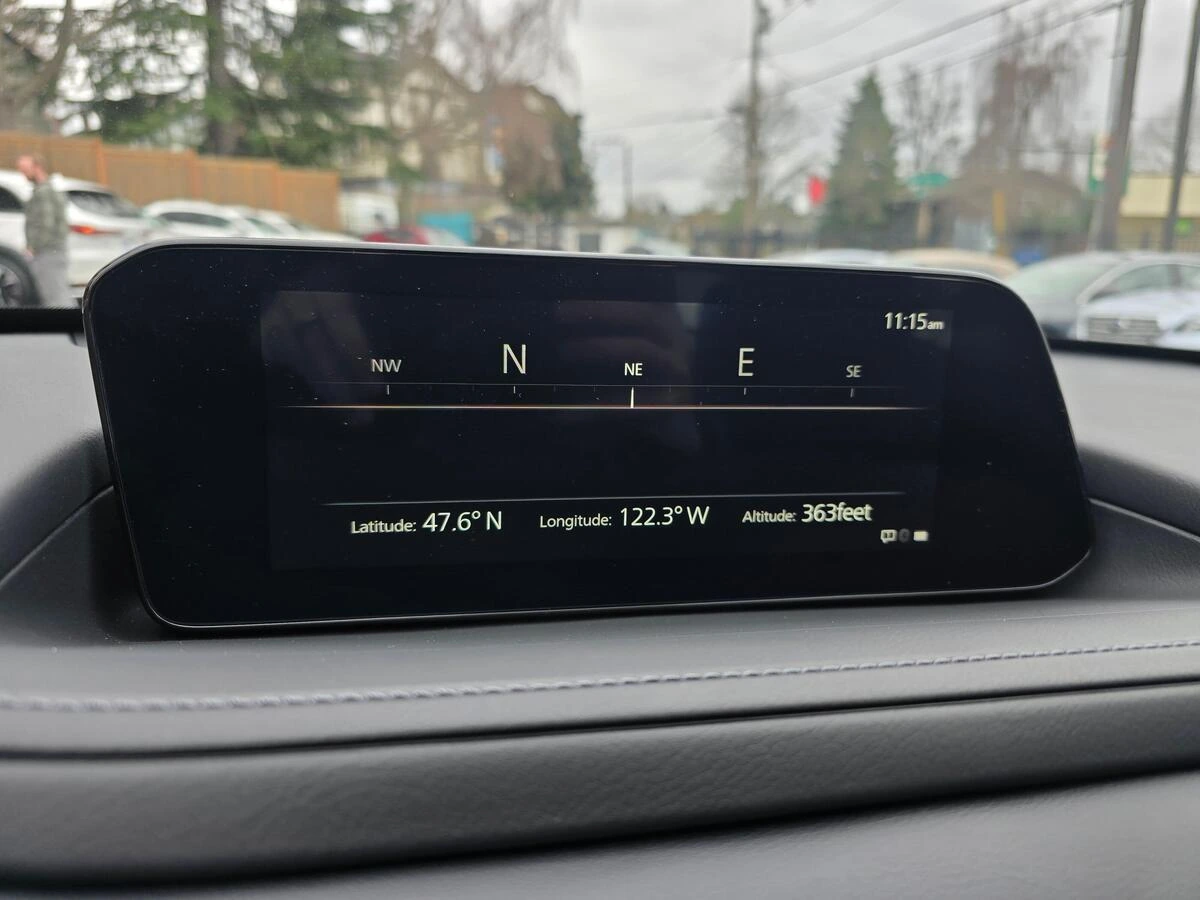 11:15am
NW N NE E SE
Latitude: 47.6° N Longitude: 122.3° W Altitude: 363feet